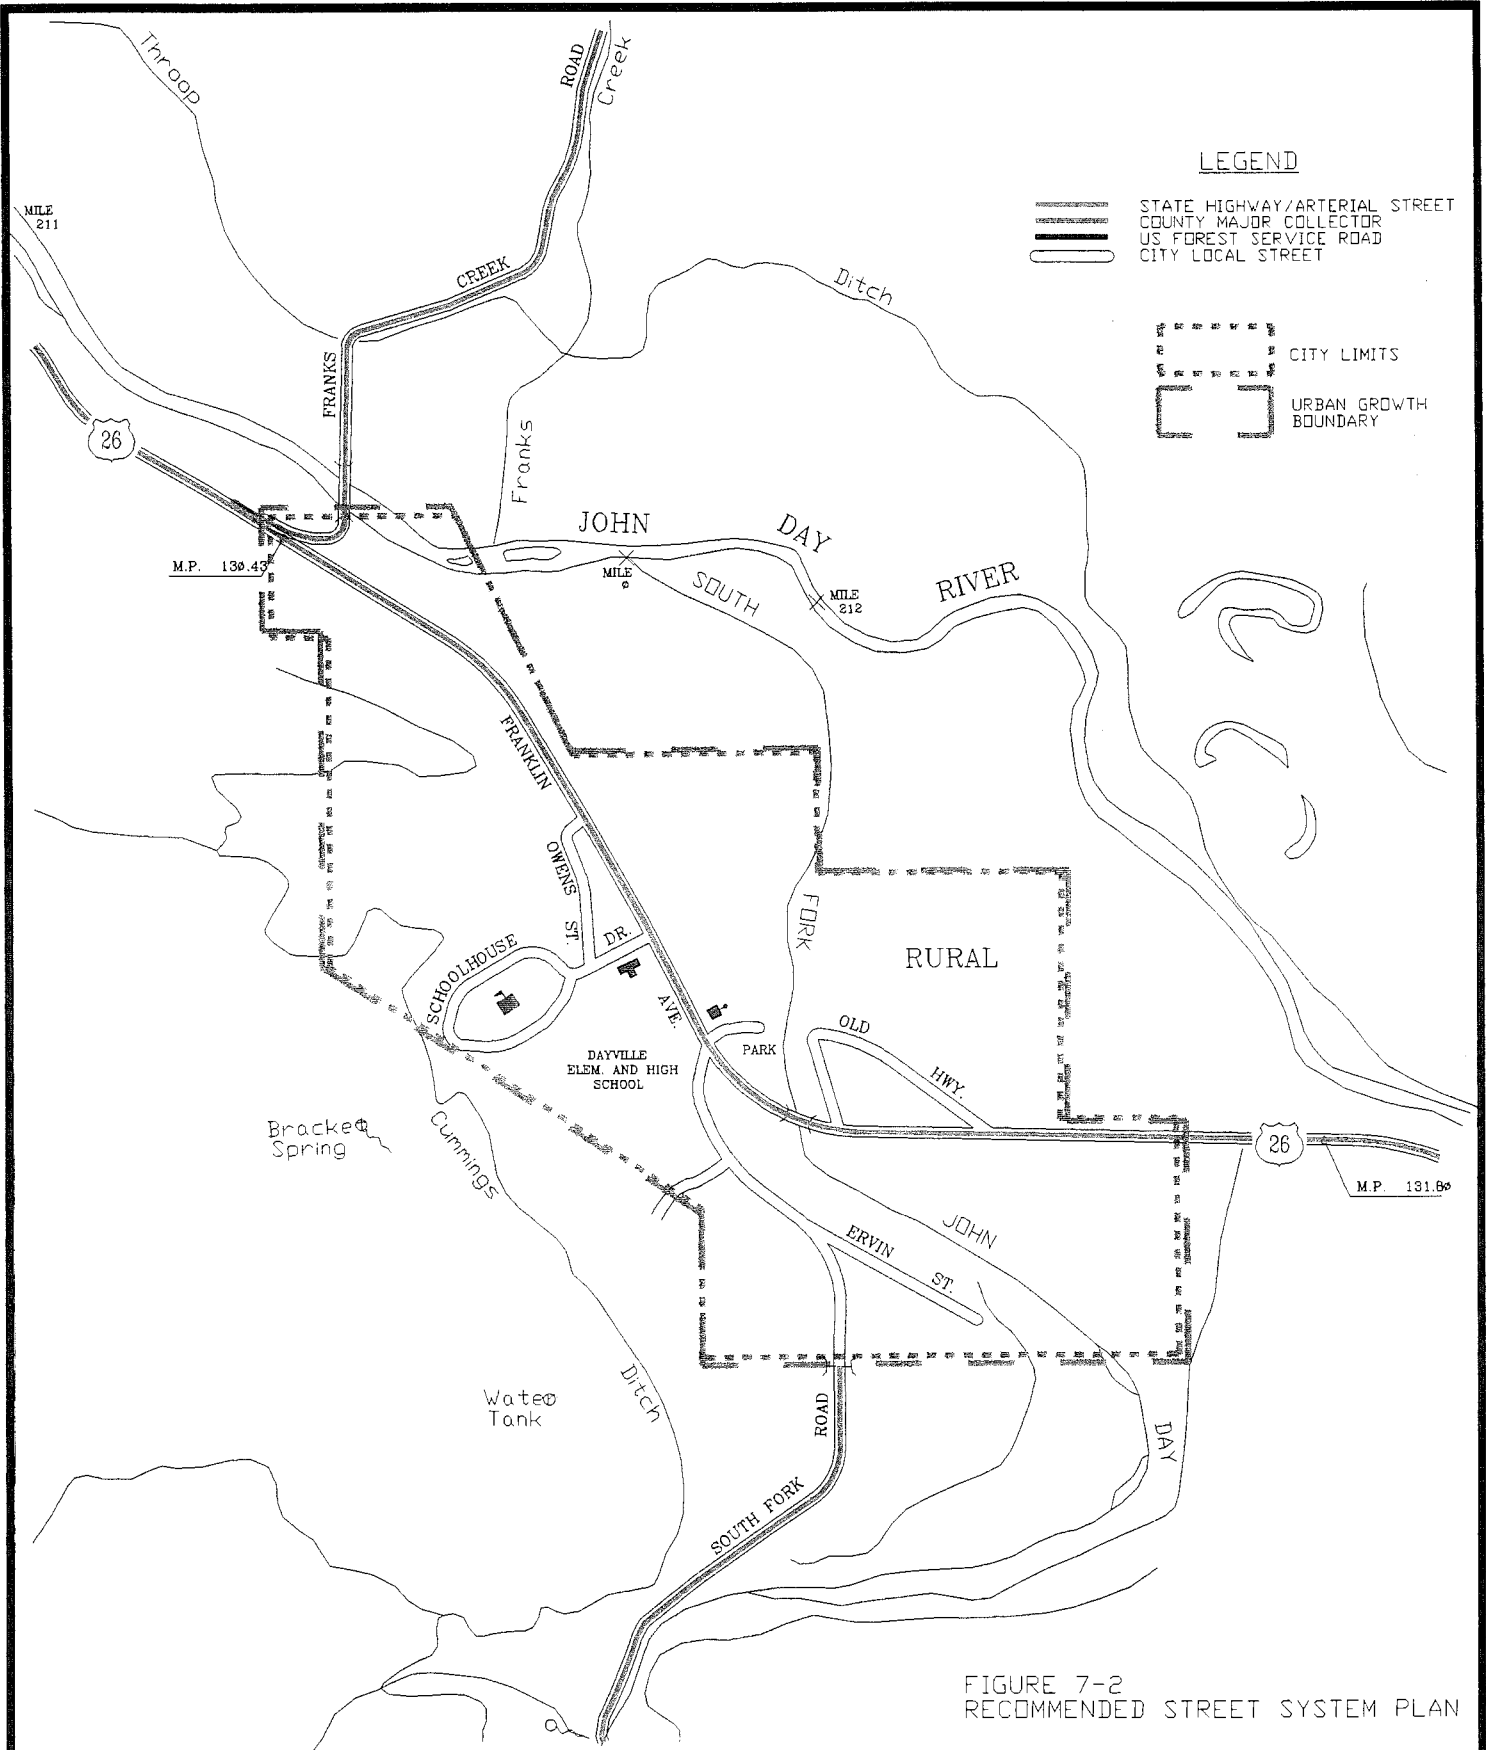 Throop
ROAD
Creek
MILE
211
LEGEND
STATE HIGHWAY/ARTERIAL STREET
COUNTY MAJOR COLLECTOR
US FOREST SERVICE ROAD
CITY LOCAL STREET
CREEK
Ditch
CITY LIMITS
FRANKS
URBAN GROWTH
BOUNDARY
26
Franks
JOHN
DAY
M.P. 130.43
MILE
0
SOUTH
MILE
212
RIVER
FRANKLIN
OWENS
ST.
FORK
RURAL
SCHOOLHOUSE
DR.
AVE.
PARK
OLD
HWY.
DAYVILLE
ELEM. AND HIGH
SCHOOL
Bracken
Spring
Cummings
26
M.P. 131.80
JOHN
ERVIN
ST.
Ditch
Water
Tank
ROAD
DAY
SOUTH FORK
FIGURE 7-2
RECOMMENDED STREET SYSTEM PLAN